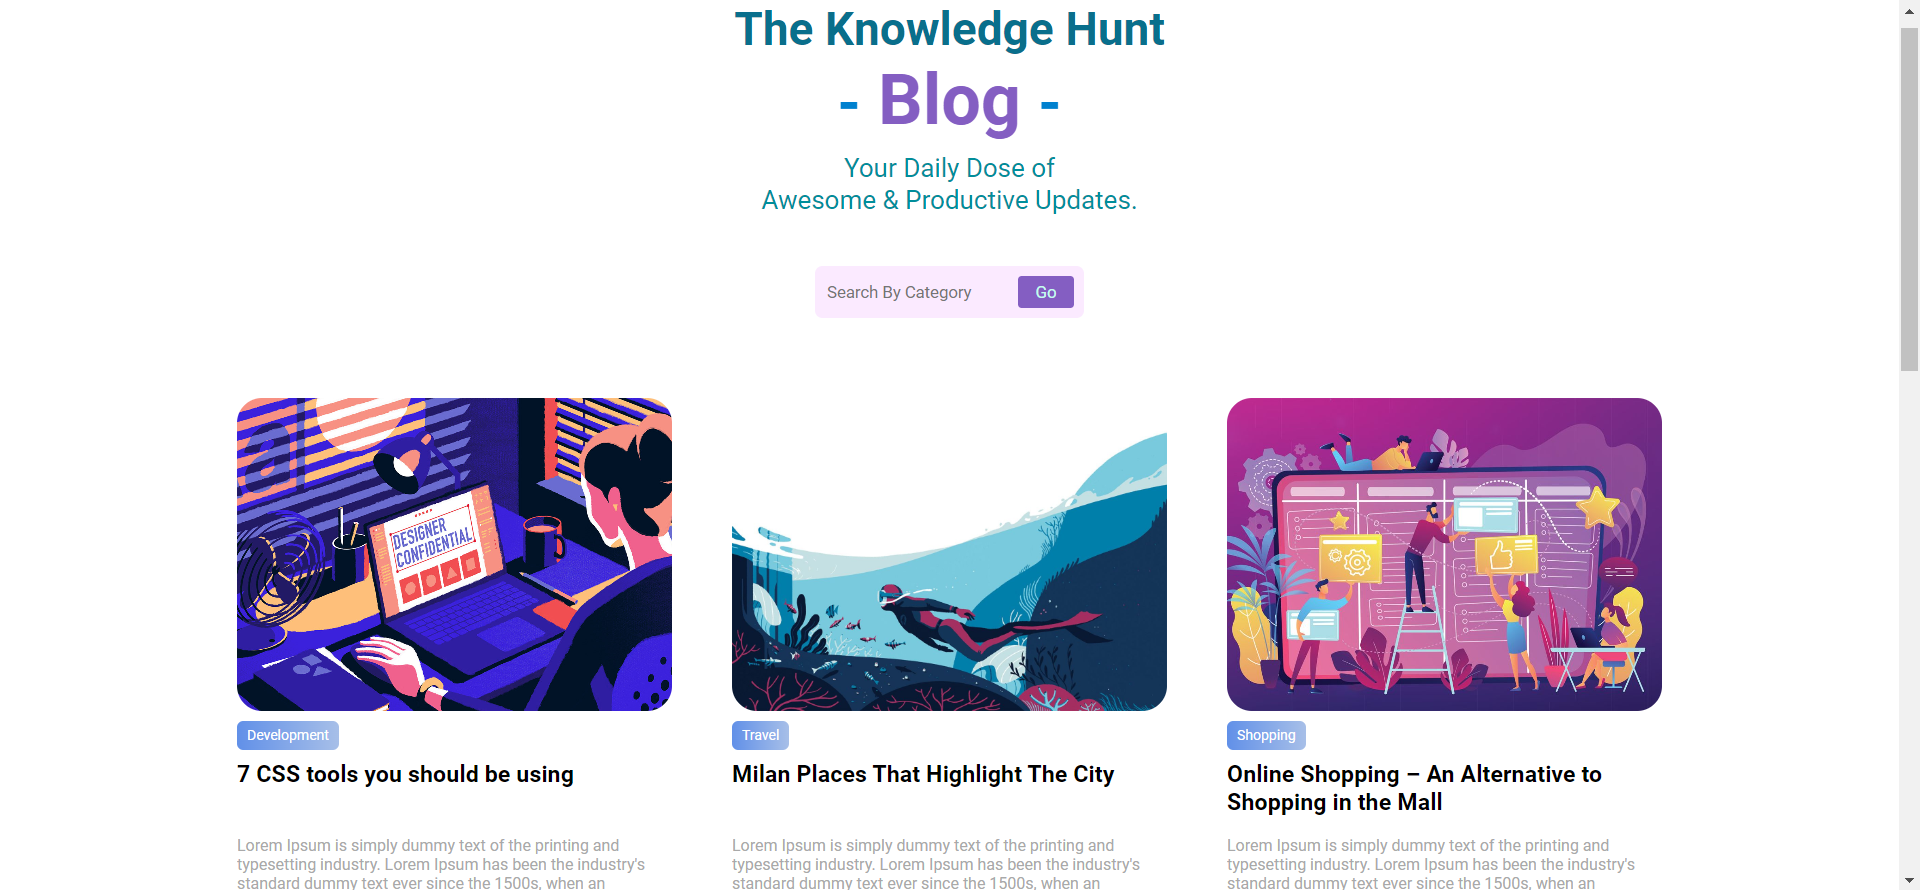 The Knowledge Hunt
- Blog -
Your Daily Dose of
Awesome & Productive Updates.
Search By Category
Go
DESIGNER
CONFIDENTIAL
Development
7 CSS tools you should be using
Lorem Ipsum is simply dummy text of the printing and
typesetting industry. Lorem Ipsum has been the industry's
standard dummy text ever since the 1500s, when an
Travel
Milan Places That Highlight The City
Lorem Ipsum is simply dummy text of the printing and
typesetting industry. Lorem Ipsum has been the industry's
standard dummy text ever since the 1500s, when an
Shopping
Online Shopping – An Alternative to
Shopping in the Mall
Lorem Ipsum is simply dummy text of the printing and
typesetting industry. Lorem Ipsum has been the industry's
standard dummy text ever since the 1500s, when an